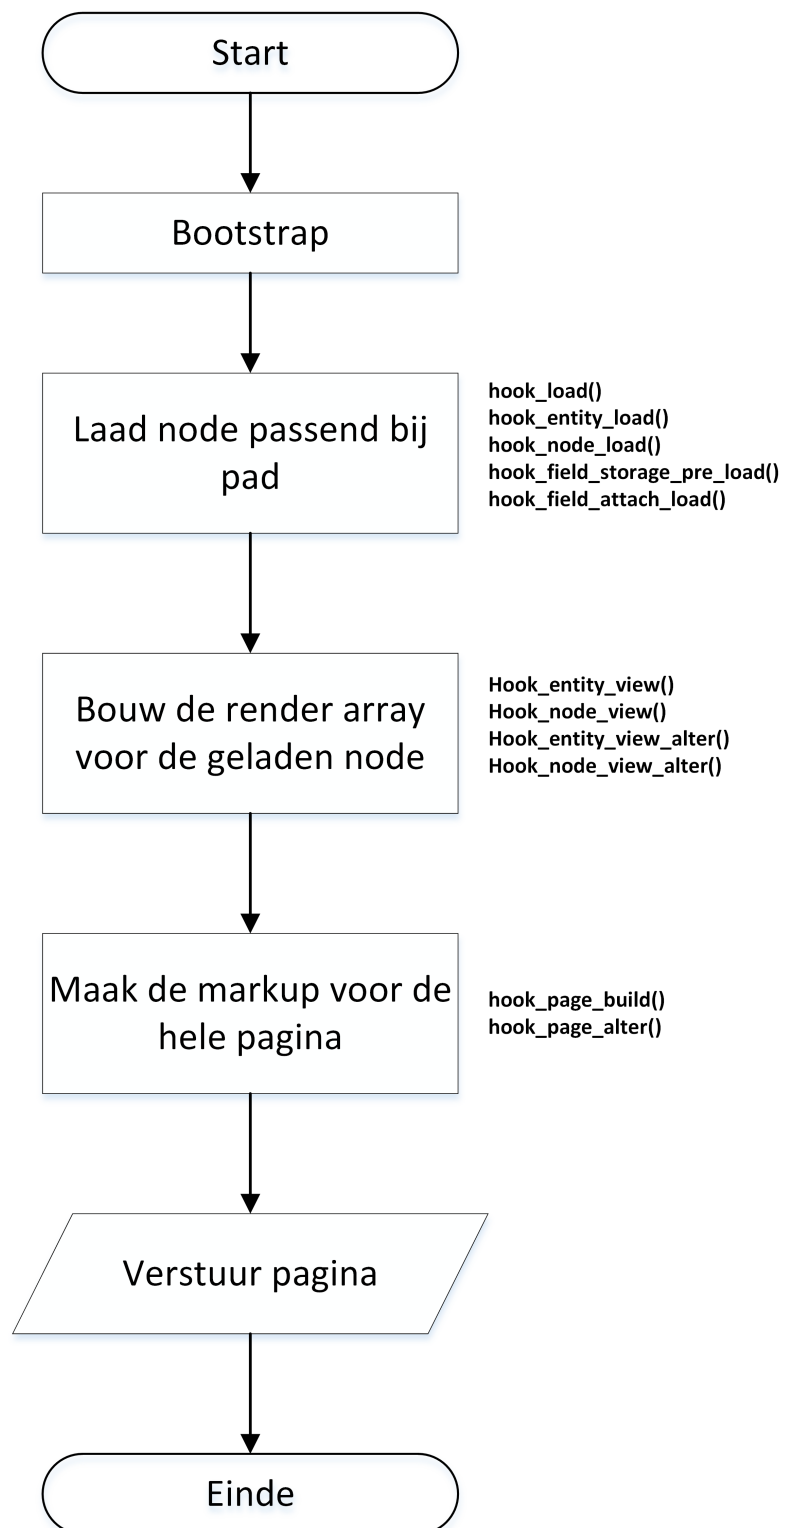 Start
Bootstrap
Laad node passend bij
pad
hook_load()
hook_entity_load()
hook_node_load()
hook_field_storage_pre_load()
hook_field_attach_load()
Bouw de render array
voor de geladen node
Hook_entity_view()
Hook_node_view()
Hook_entity_view_alter()
Hook_node_view_alter()
Maak de markup voor de
hele pagina
hook_page_build()
hook_page_alter()
Verstuur pagina
Einde